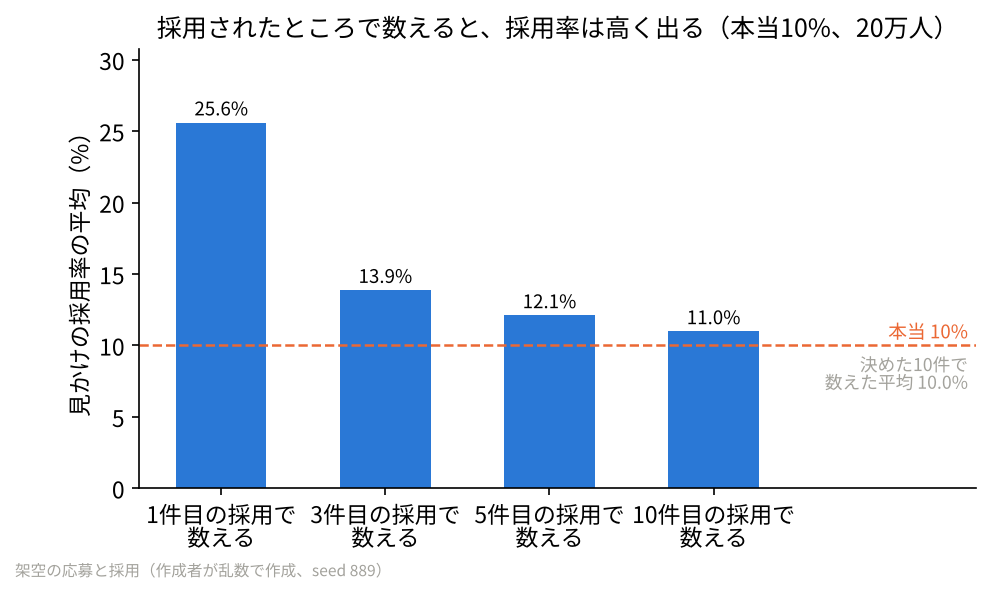 採用されたところで数えると、採用率は高く出る（本当10%、20万人）
見かけの採用率の平均（%）
30
25
20
15
10
5
0
25.6%
13.9%
12.1%
11.0%
本当 10%
決めた10件で
数えた平均 10.0%
1件目の採用で
数える
3件目の採用で
数える
5件目の採用で
数える
10件目の採用で
数える
架空の応募と採用（作成者が乱数で作成、seed 889）